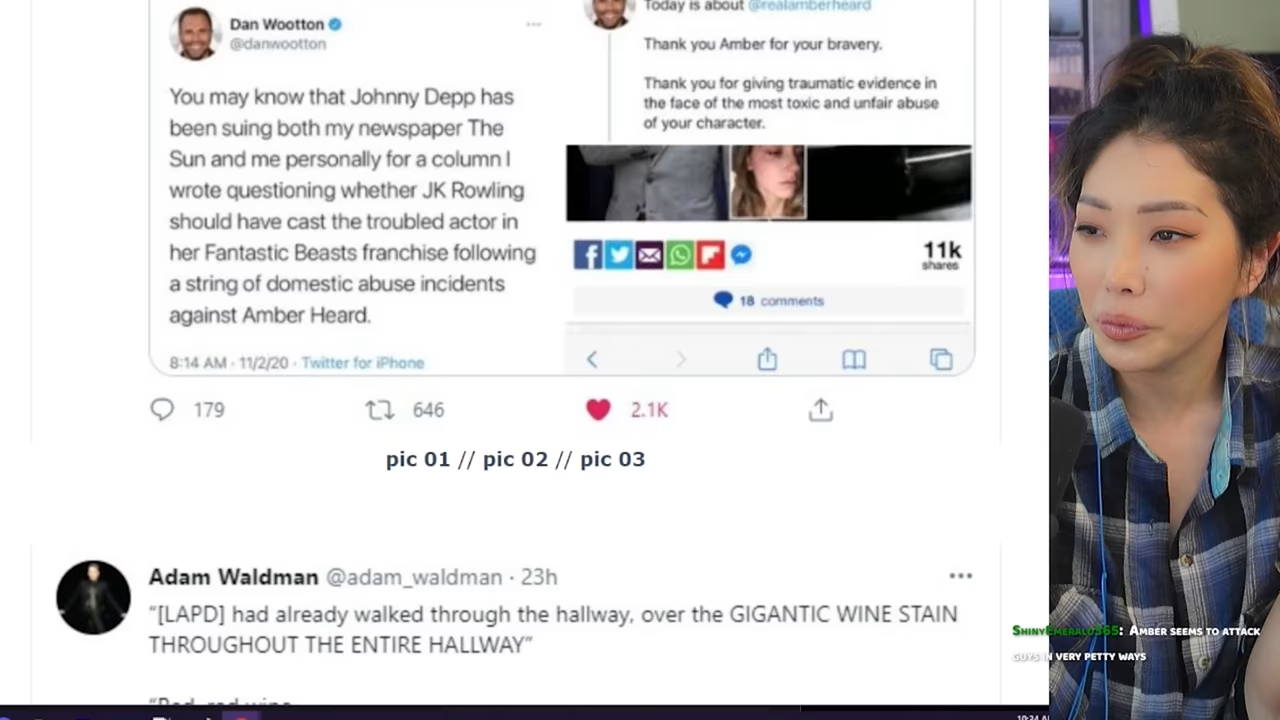 Dan Wootton
@danwootton
You may know that Johnny Depp has
been suing both my newspaper The
Sun and me personally for a column I
wrote questioning whether JK Rowling
should have cast the troubled actor in
her Fantastic Beasts franchise following
a string of domestic abuse incidents
against Amber Heard.
8:14 AM · 11/2/20 · Twitter for iPhone
Today is about @realamberheard
Thank you Amber for your bravery.
Thank you for giving traumatic evidence in
the face of the most toxic and unfair abuse
of your character.
11k
shares
18 comments
179 646 2.1K
pic 01 // pic 02 // pic 03
Adam Waldman @adam_waldman · 23h
“[LAPD] had already walked through the hallway, over the GIGANTIC WINE STAIN
THROUGHOUT THE ENTIRE HALLWAY”
ShinyEmerald365: Amber seems to attack
guys in very petty ways